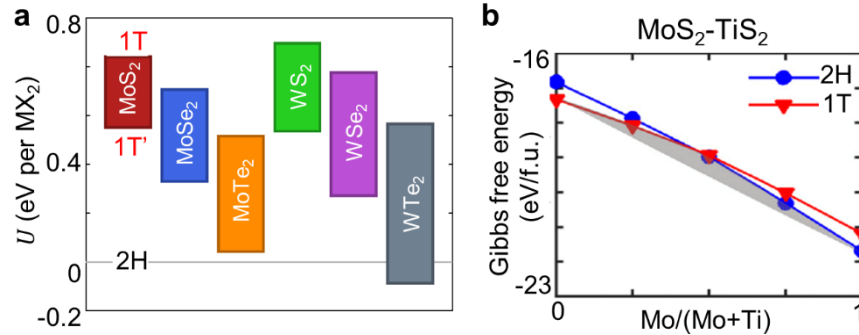 a
U (eV per MX₂)
0.8
0.4
0
-0.2
1T
1T'
2H
MoS₂
MoSe₂
MoTe₂
WS₂
WSe₂
WTe₂
b
MoS₂-TiS₂
Gibbs free energy
(eV/f.u.)
-16
-23
2H
1T
0
1
Mo/(Mo+Ti)